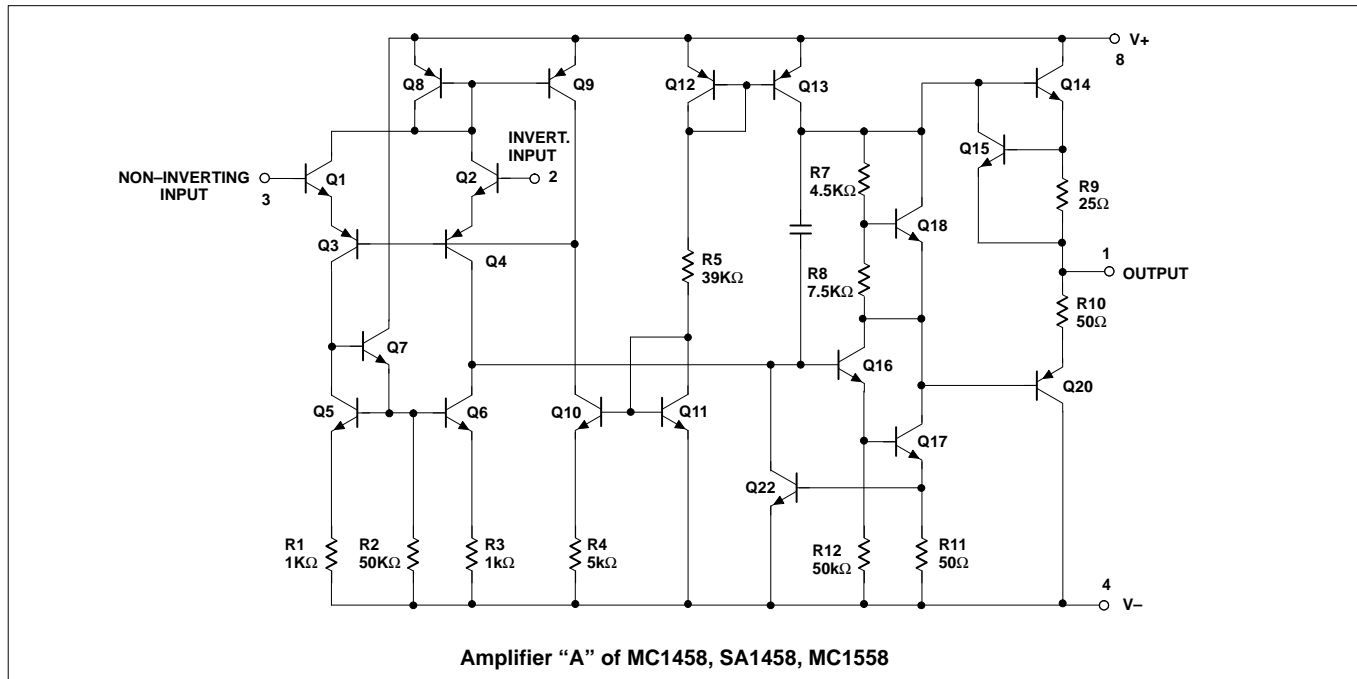 V+
8
Q8
Q9
Q12
Q13
Q14
INVERT.
INPUT
2
Q15
NON–INVERTING
INPUT
3
Q1
Q2
R7
4.5KΩ
R9
25Ω
Q18
Q3
Q4
R5
39KΩ
R8
7.5KΩ
1
OUTPUT
R10
50Ω
Q7
Q16
Q20
Q5
Q6
Q10
Q11
Q17
Q22
R1
1KΩ
R2
50KΩ
R3
1kΩ
R4
5kΩ
R12
50kΩ
R11
50Ω
4
V–
Amplifier “A” of MC1458, SA1458, MC1558